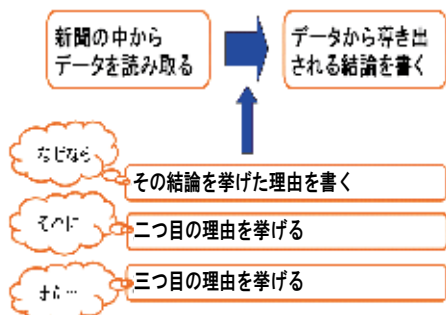 新聞の中から
データを読み取る
データから導き出
される結論を書く
なぜなら
その結論を挙げた理由を書く
二つ目の理由を挙げる
三つ目の理由を挙げる
また…